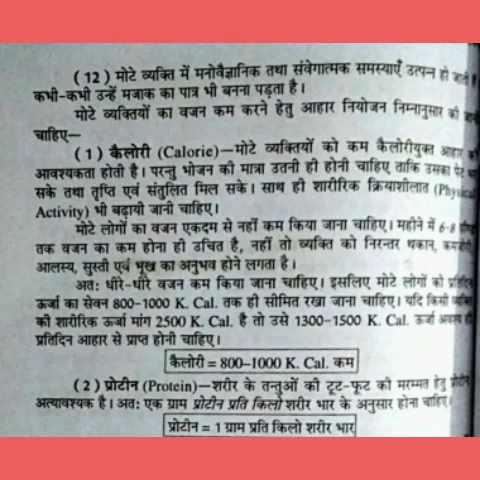 ( 12 ) मोटे व्यक्ति में मनोवैज्ञानिक तथा संवेगात्मक समस्याएँ उत्पन्न हो जाती
कभी-कभी उन्हें मजाक का पात्र भी बनना पड़ता है।
मोटे व्यक्तियों का वजन कम करने हेतु आहार नियोजन निम्नानुसार की
चाहिए—
( 1 ) कैलोरी (Calorie)—मोटे व्यक्तियों को कम कैलोरीयुक्त आहार
आवश्यकता होती है। परन्तु भोजन की मात्रा उतनी ही होनी चाहिए ताकि उसका पेट
सके तथा तृप्ति एवं संतुलित मिल सके। साथ ही शारीरिक क्रियाशीलता (Physical
Activity) भी बढ़ायी जानी चाहिए।
मोटे लोगों का वजन एकदम से नहीं कम किया जाना चाहिए। महीने में 6-8
तक वजन का कम होना ही उचित है, नहीं तो व्यक्ति को निरन्तर थकान, कमजोरी,
आलस्य, सुस्ती एवं भूख का अनुभव होने लगता है।
अतः धीरे-धीरे वजन कम किया जाना चाहिए। इसलिए मोटे लोगों को प्रतिदिन
ऊर्जा का सेवन 800-1000 K. Cal. तक ही सीमित रखा जाना चाहिए। यदि किसी व्यक्ति
की शारीरिक ऊर्जा मांग 2500 K. Cal. है तो उसे 1300-1500 K. Cal. ऊर्जा अवश्य ही
प्रतिदिन आहार से प्राप्त होनी चाहिए।
कैलोरी = 800–1000 K. Cal. कम
( 2 ) प्रोटीन (Protein)—शरीर के तन्तुओं की टूट-फूट की मरम्मत हेतु प्रोटीन
अत्यावश्यक है। अतः एक ग्राम प्रोटीन प्रति किलो शरीर भार के अनुसार होना चाहिए।
प्रोटीन = 1 ग्राम प्रति किलो शरीर भार